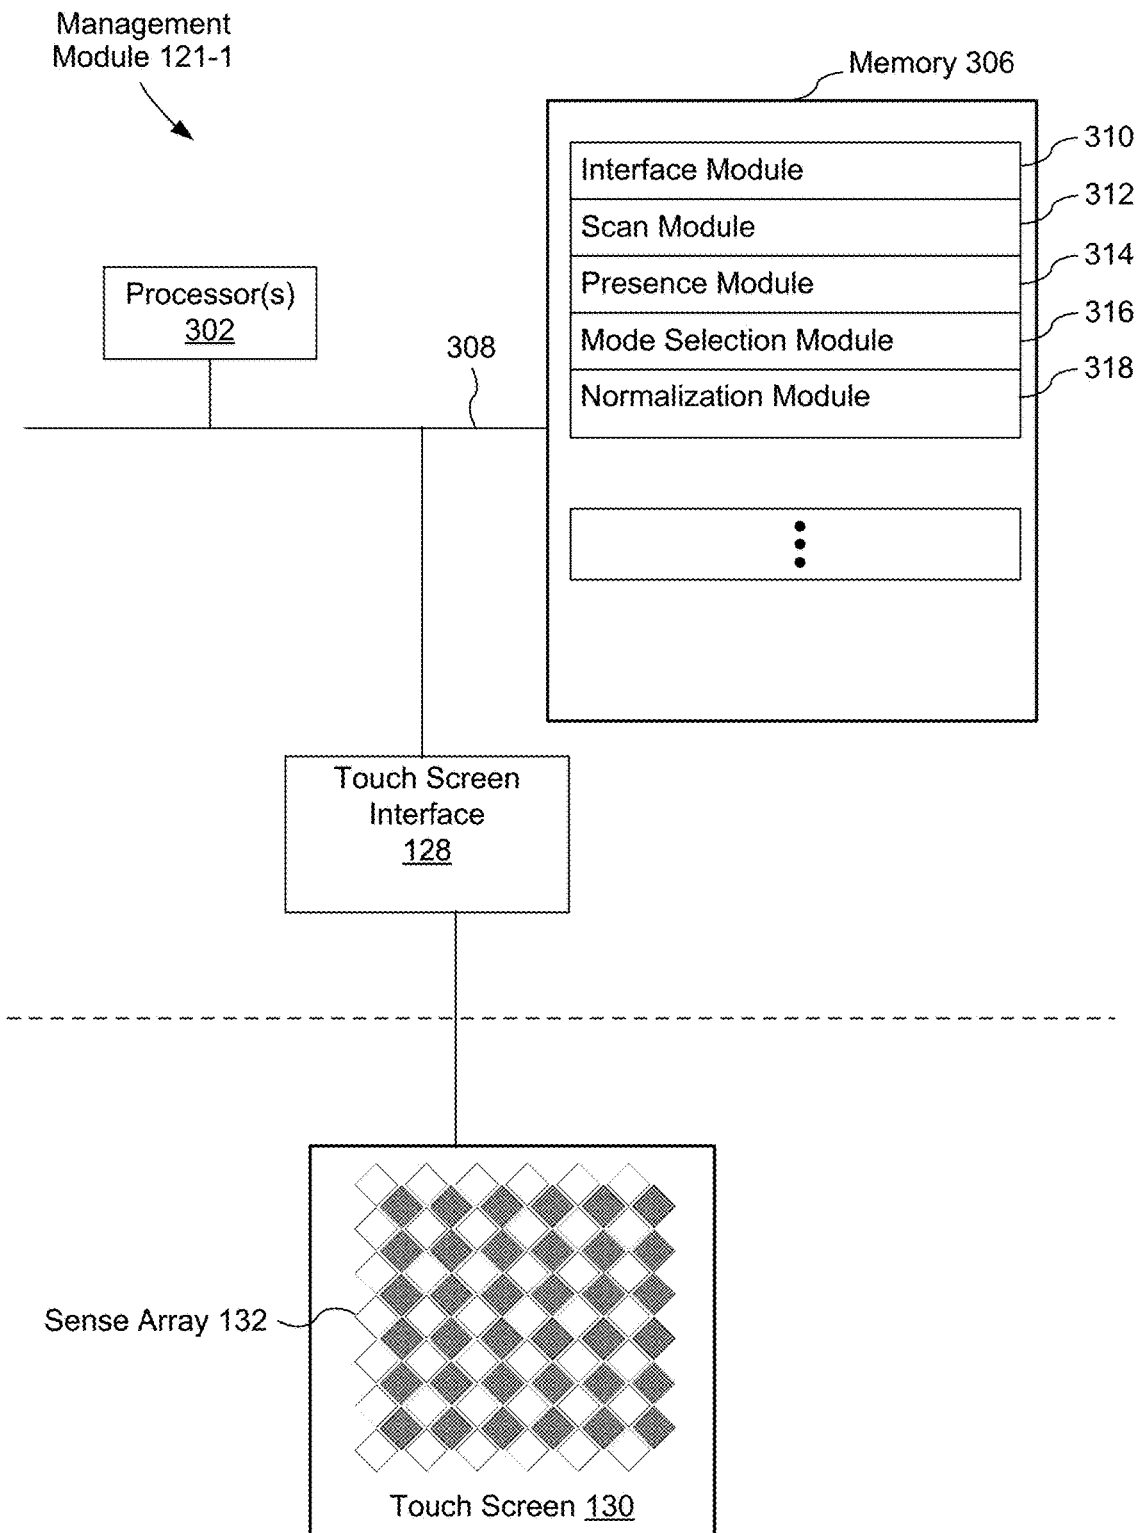 Management
Module 121-1
Memory 306
310
Interface Module
312
Scan Module
314
Presence Module
316
Mode Selection Module
318
Normalization Module
Processor(s)
302
308
Touch Screen
Interface
128
Sense Array 132
Touch Screen 130